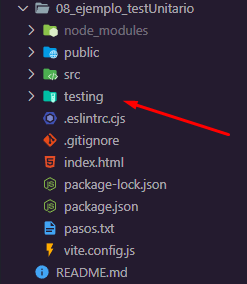 08_ejemplo_testUnitario
node_modules
public
src
testing
.eslintrc.cjs
.gitignore
index.html
package-lock.json
package.json
pasos.txt
vite.config.js
README.md